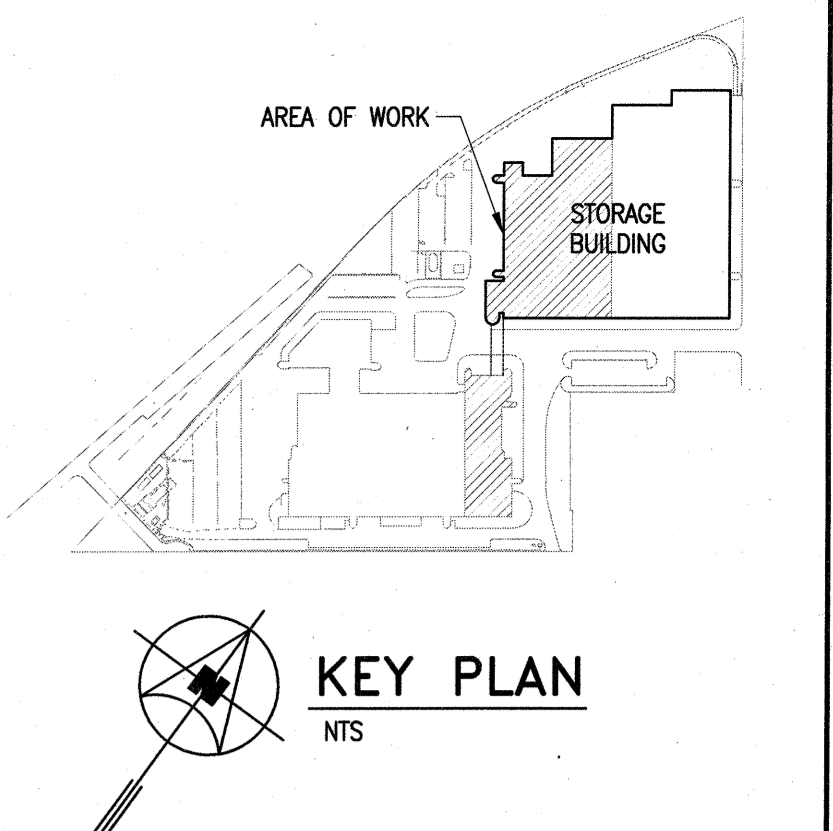 AREA OF WORK
STORAGE
BUILDING
N
KEY PLAN
NTS